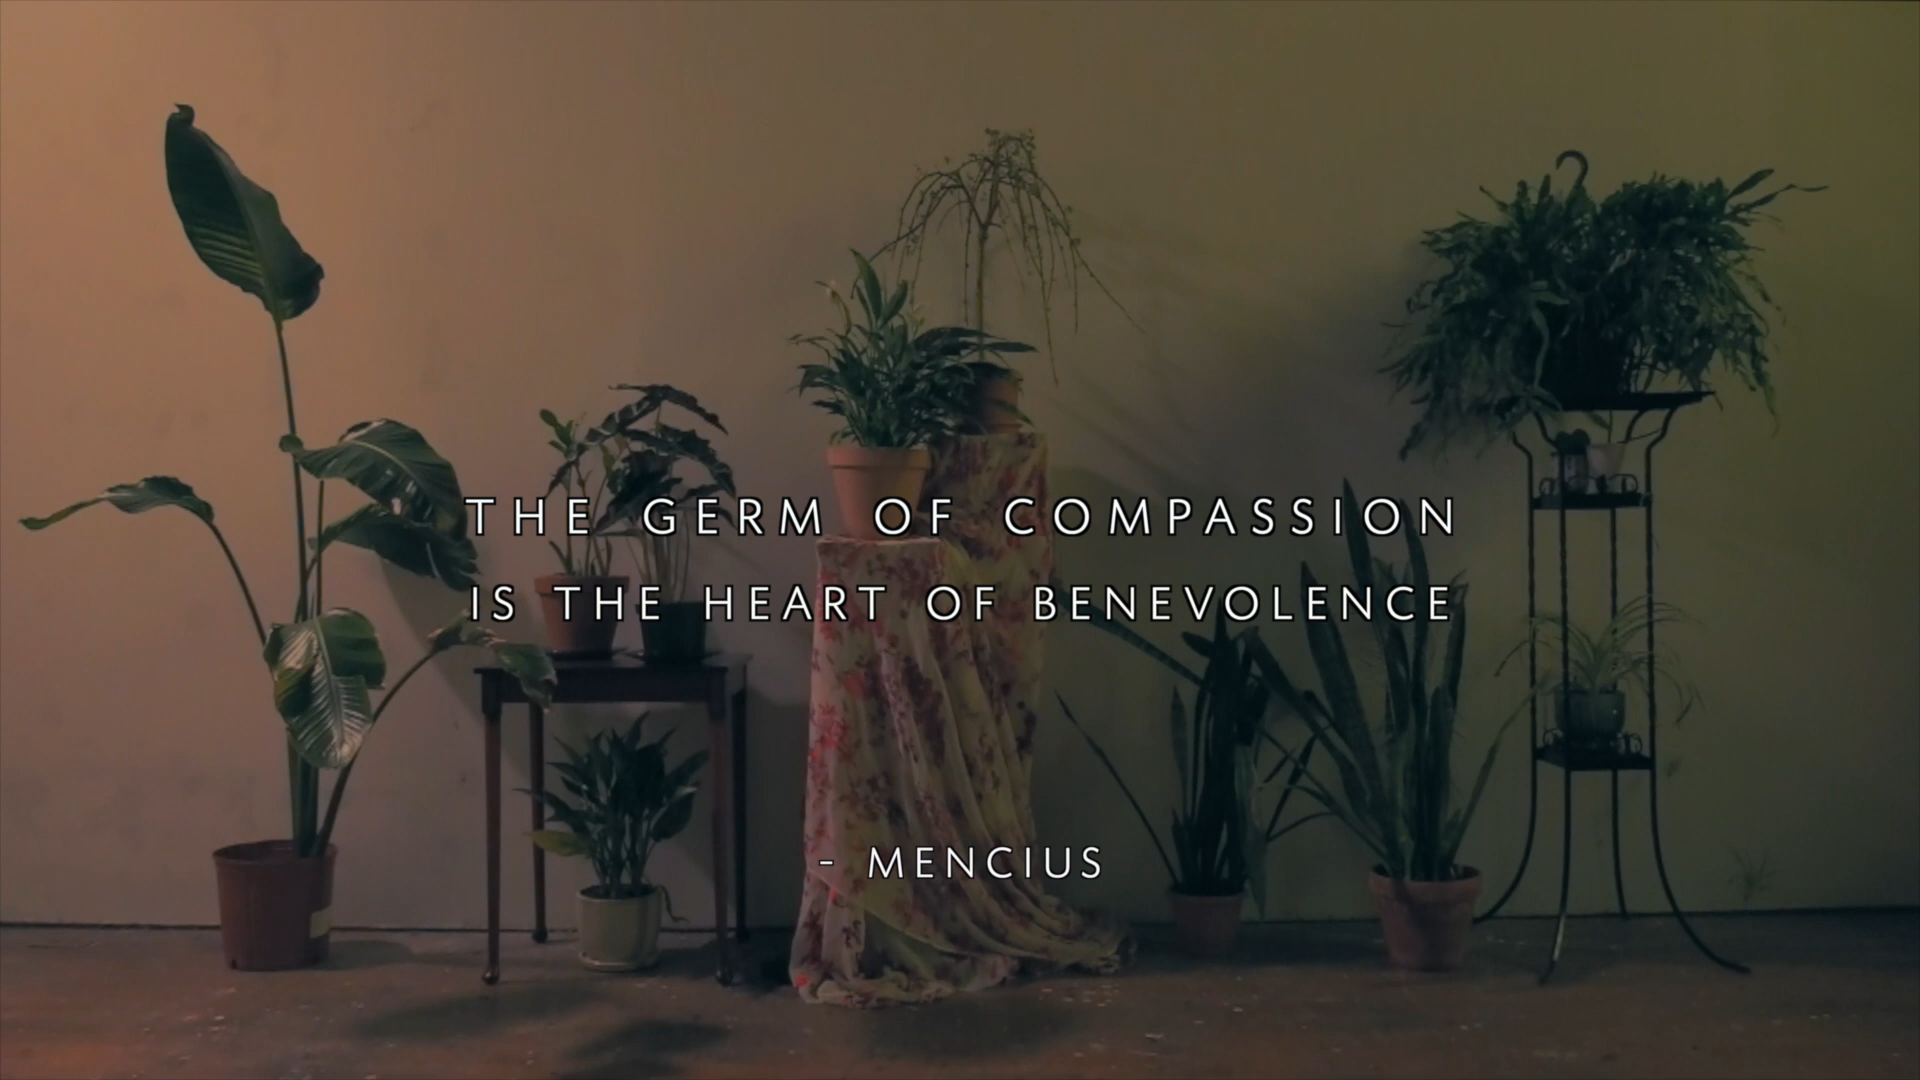 THE GERM OF COMPASSION
IS THE HEART OF BENEVOLENCE
- MENCIUS